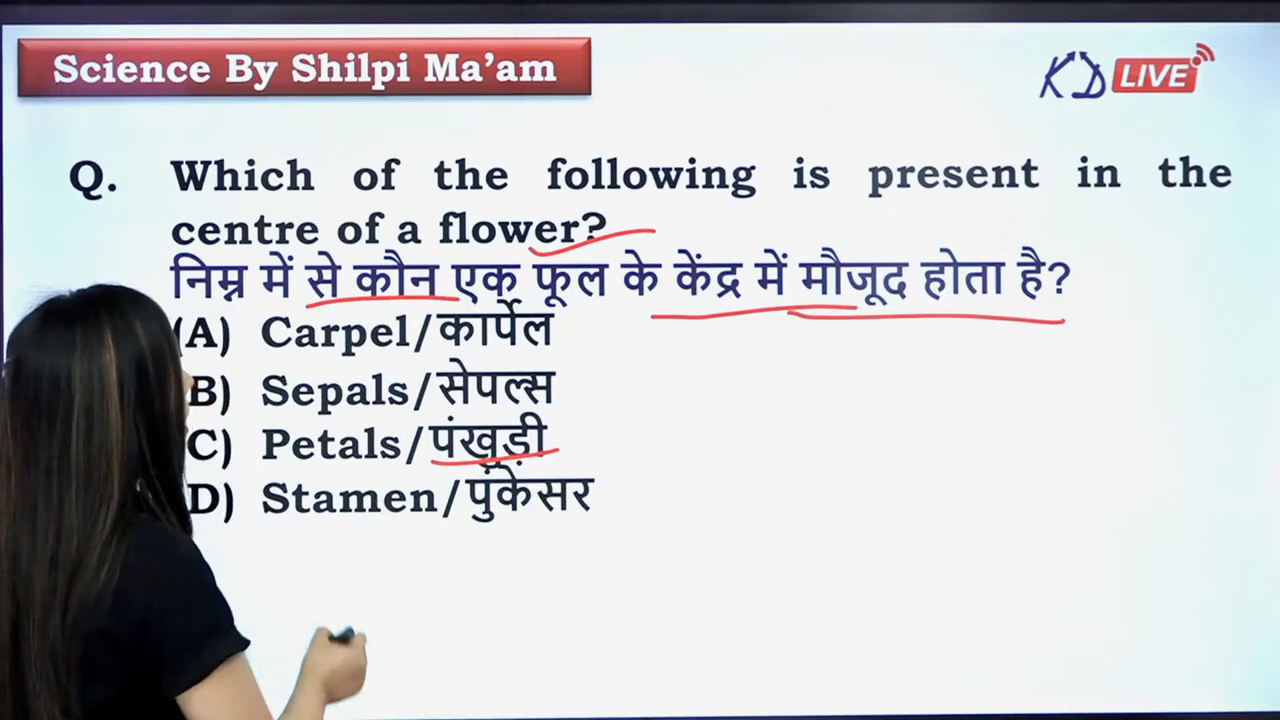 Science By Shilpi Ma'am
KD LIVE
Q. Which of the following is present in the
centre of a flower?
निम्न में से कौन एक फूल के केंद्र में मौजूद होता है?
(A) Carpel/कार्पेल
B) Sepals/सेपल्स
C) Petals/पंखुड़ी
D) Stamen/पुंकेसर